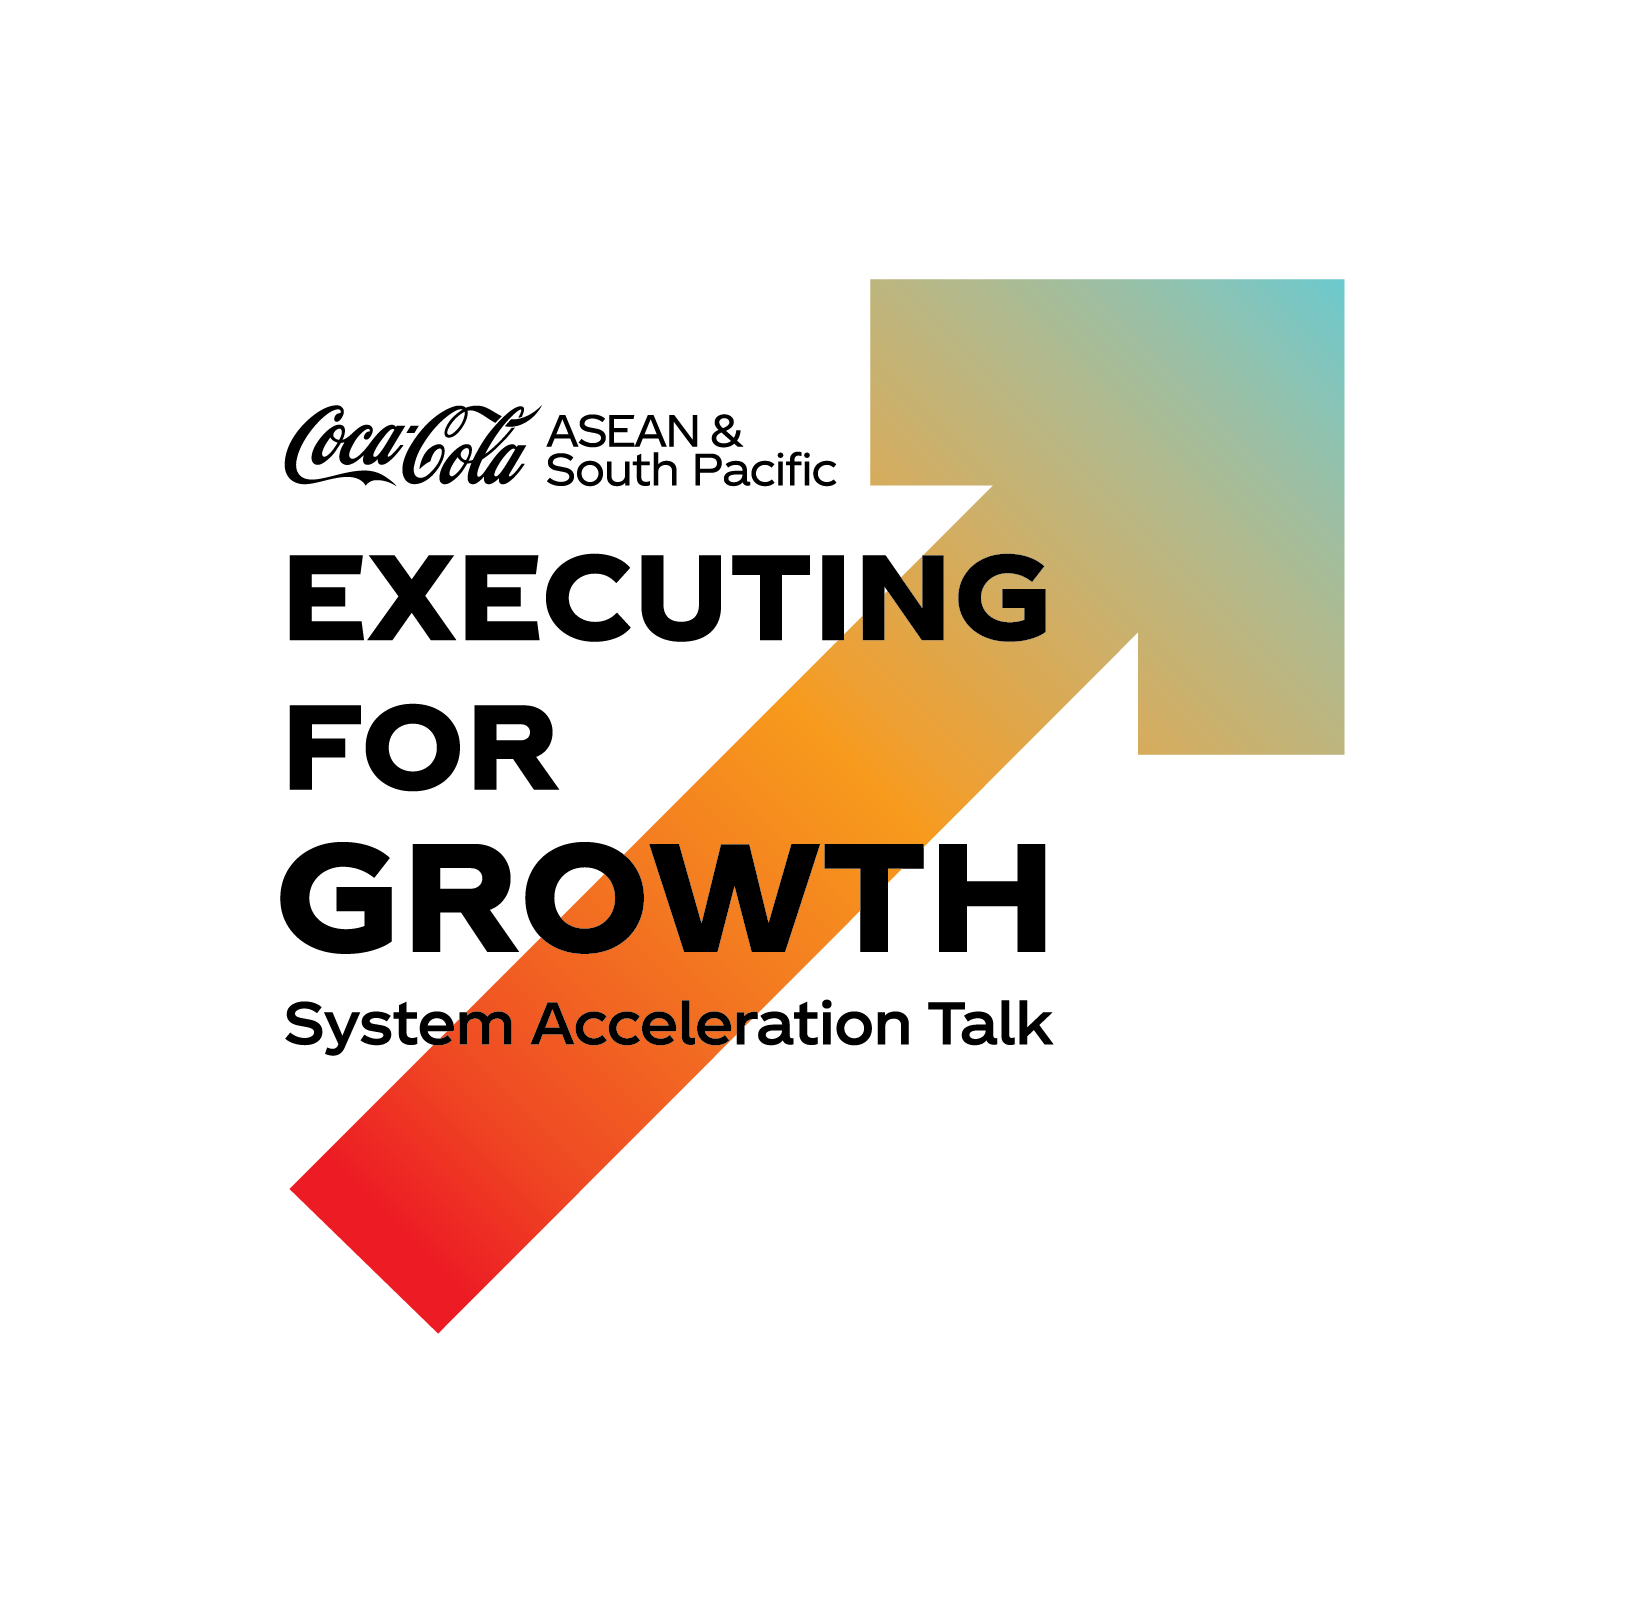 Coca-Cola ASEAN &
South Pacific
EXECUTING
FOR
GROWTH
System Acceleration Talk